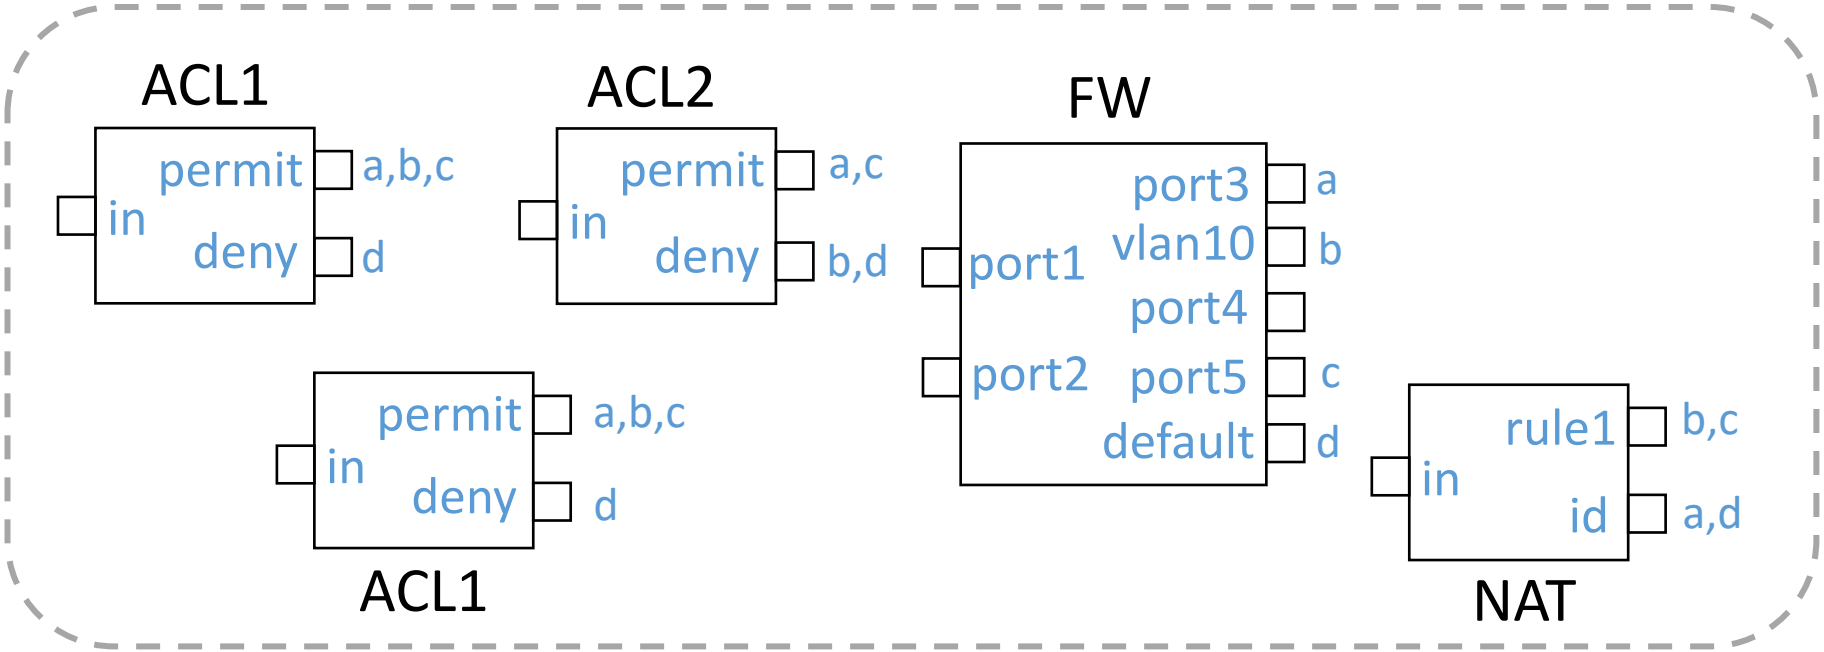 ACL1
permit a,b,c
in
deny d
ACL2
permit a,c
in
deny b,d
FW
port3 a
vlan10 b
port1
port4
port2
port5 c
default d
permit a,b,c
in
deny d
ACL1
rule1 b,c
in
id a,d
NAT